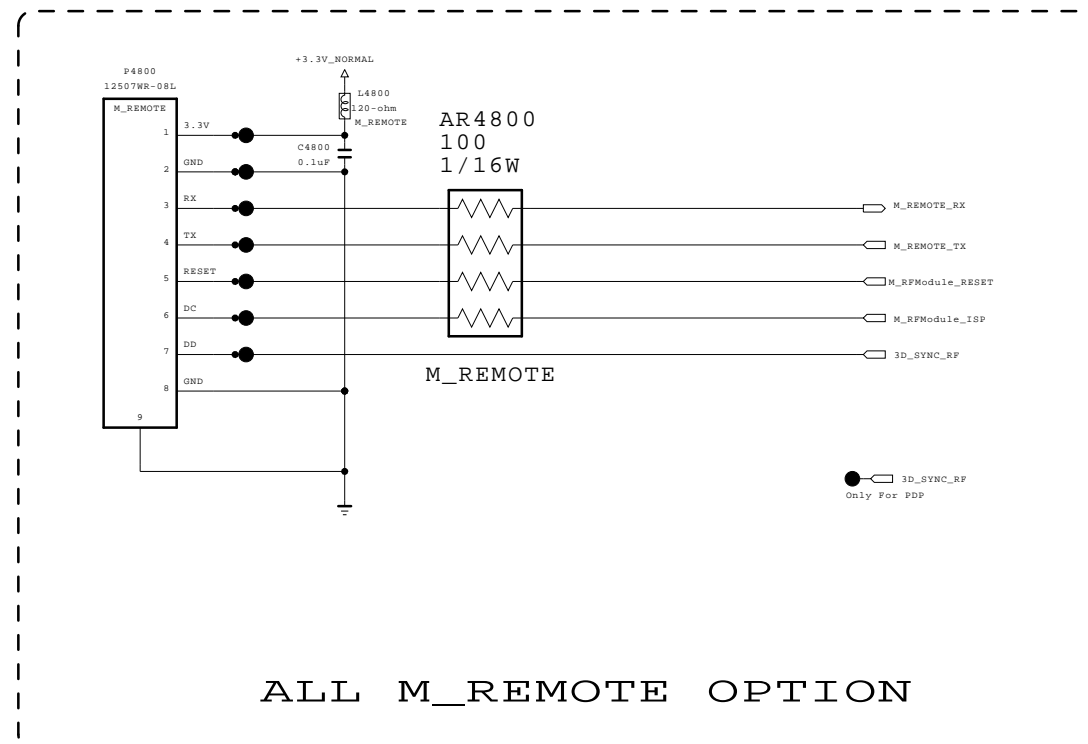 +3.3V_NORMAL
P4800
12507WR-08L
M_REMOTE
L4800
120-ohm
M_REMOTE
C4800
0.1uF
AR4800
100
1/16W
1
3.3V
2
GND
3
RX
M_REMOTE_RX
4
TX
M_REMOTE_TX
5
RESET
M_RFModule_RESET
6
DC
M_RFModule_ISP
7
DD
3D_SYNC_RF
M_REMOTE
8
GND
9
3D_SYNC_RF
Only For PDP
ALL M_REMOTE OPTION